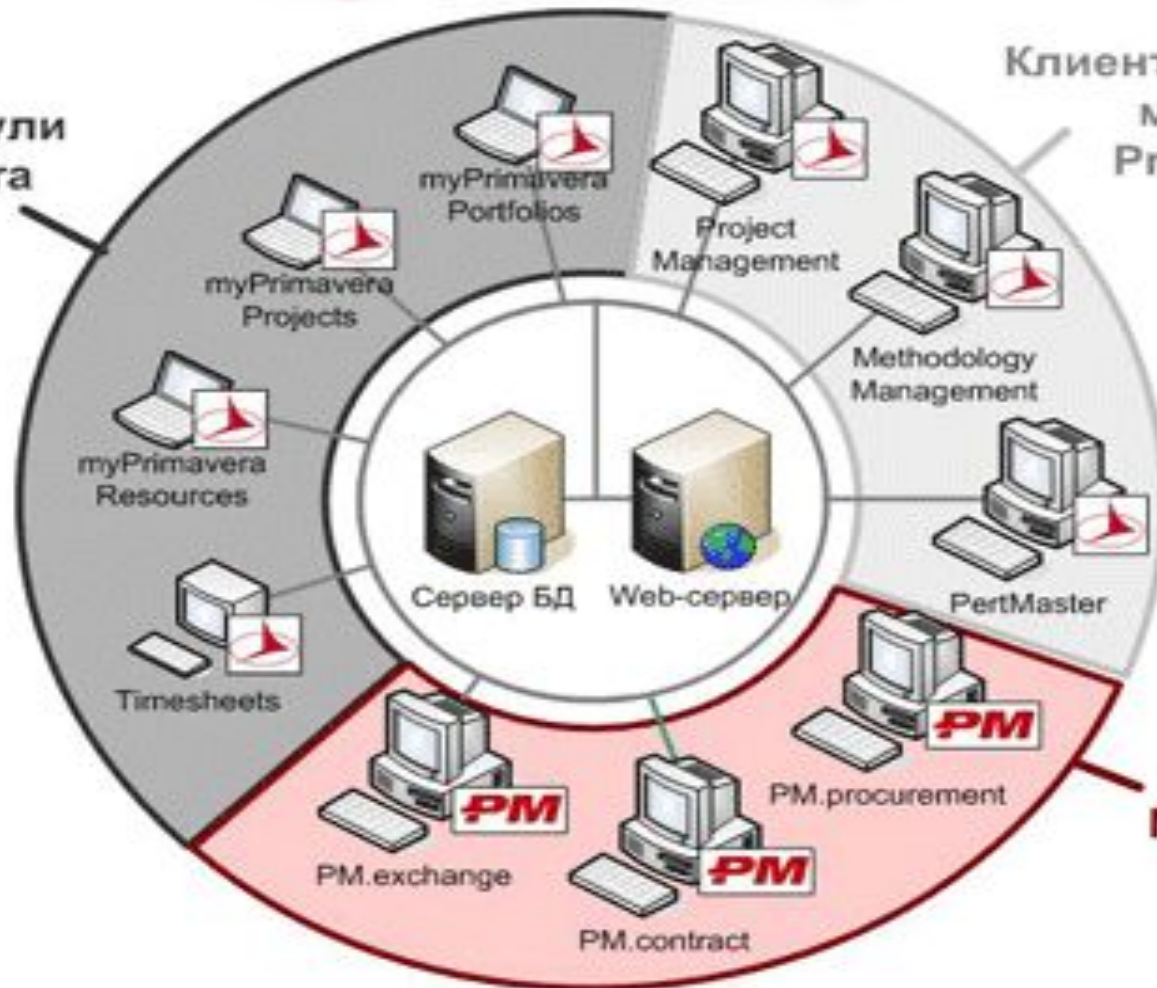 Клиент
myPrimavera
Portfolios
Project
Management
myPrimavera
Projects
Methodology
Management
myPrimavera
Resources
Сервер БД
Web-сервер
PertMaster
Timesheets
PM
PM.procurement
PM
PM.exchange
PM
PM.contract